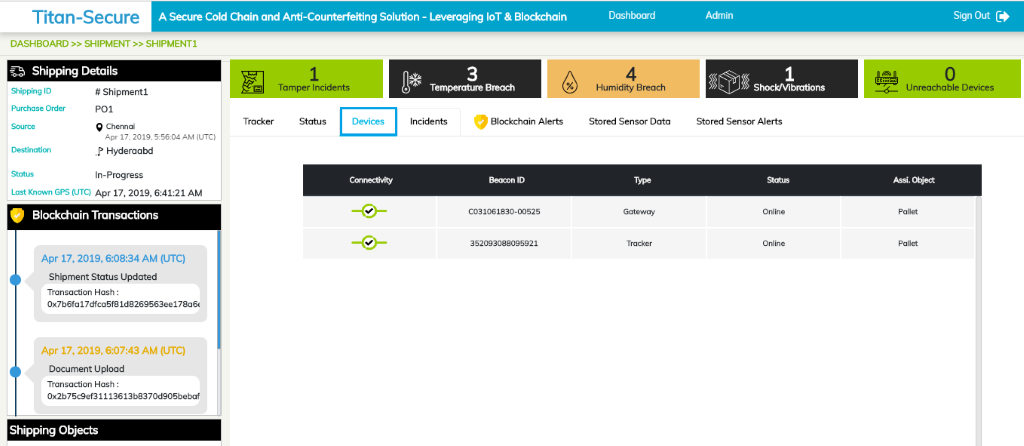 Titan-Secure
A Secure Cold Chain and Anti-Counterfeiting Solution - Leveraging IoT & Blockchain
Dashboard
Admin
Sign Out
DASHBOARD >> SHIPMENT >> SHIPMENT1
Shipping Details
Shipping ID # Shipment1
Purchase Order PO1
Source Chennai
Apr 17, 2019, 5:56:04 AM (UTC)
Destination Hyderaabd
Status In-Progress
Last Known GPS (UTC) Apr 17, 2019, 6:41:21 AM
Blockchain Transactions
Apr 17, 2019, 6:08:34 AM (UTC)
Shipment Status Updated
Transaction Hash :
0x7b6fa17dfca5f81d8269563ee178a6e
Apr 17, 2019, 6:07:43 AM (UTC)
Document Upload
Transaction Hash :
0x2b75c9ef31113613b8370d905bebaf
Shipping Objects
1
Tamper Incidents
3
Temperature Breach
4
Humidity Breach
1
Shock/Vibrations
0
Unreachable Devices
Tracker Status Devices Incidents Blockchain Alerts Stored Sensor Data Stored Sensor Alerts
Connectivity Beacon ID Type Status Assi. Object
C031061830-00525 Gateway Online Pallet
352093088095921 Tracker Online Pallet